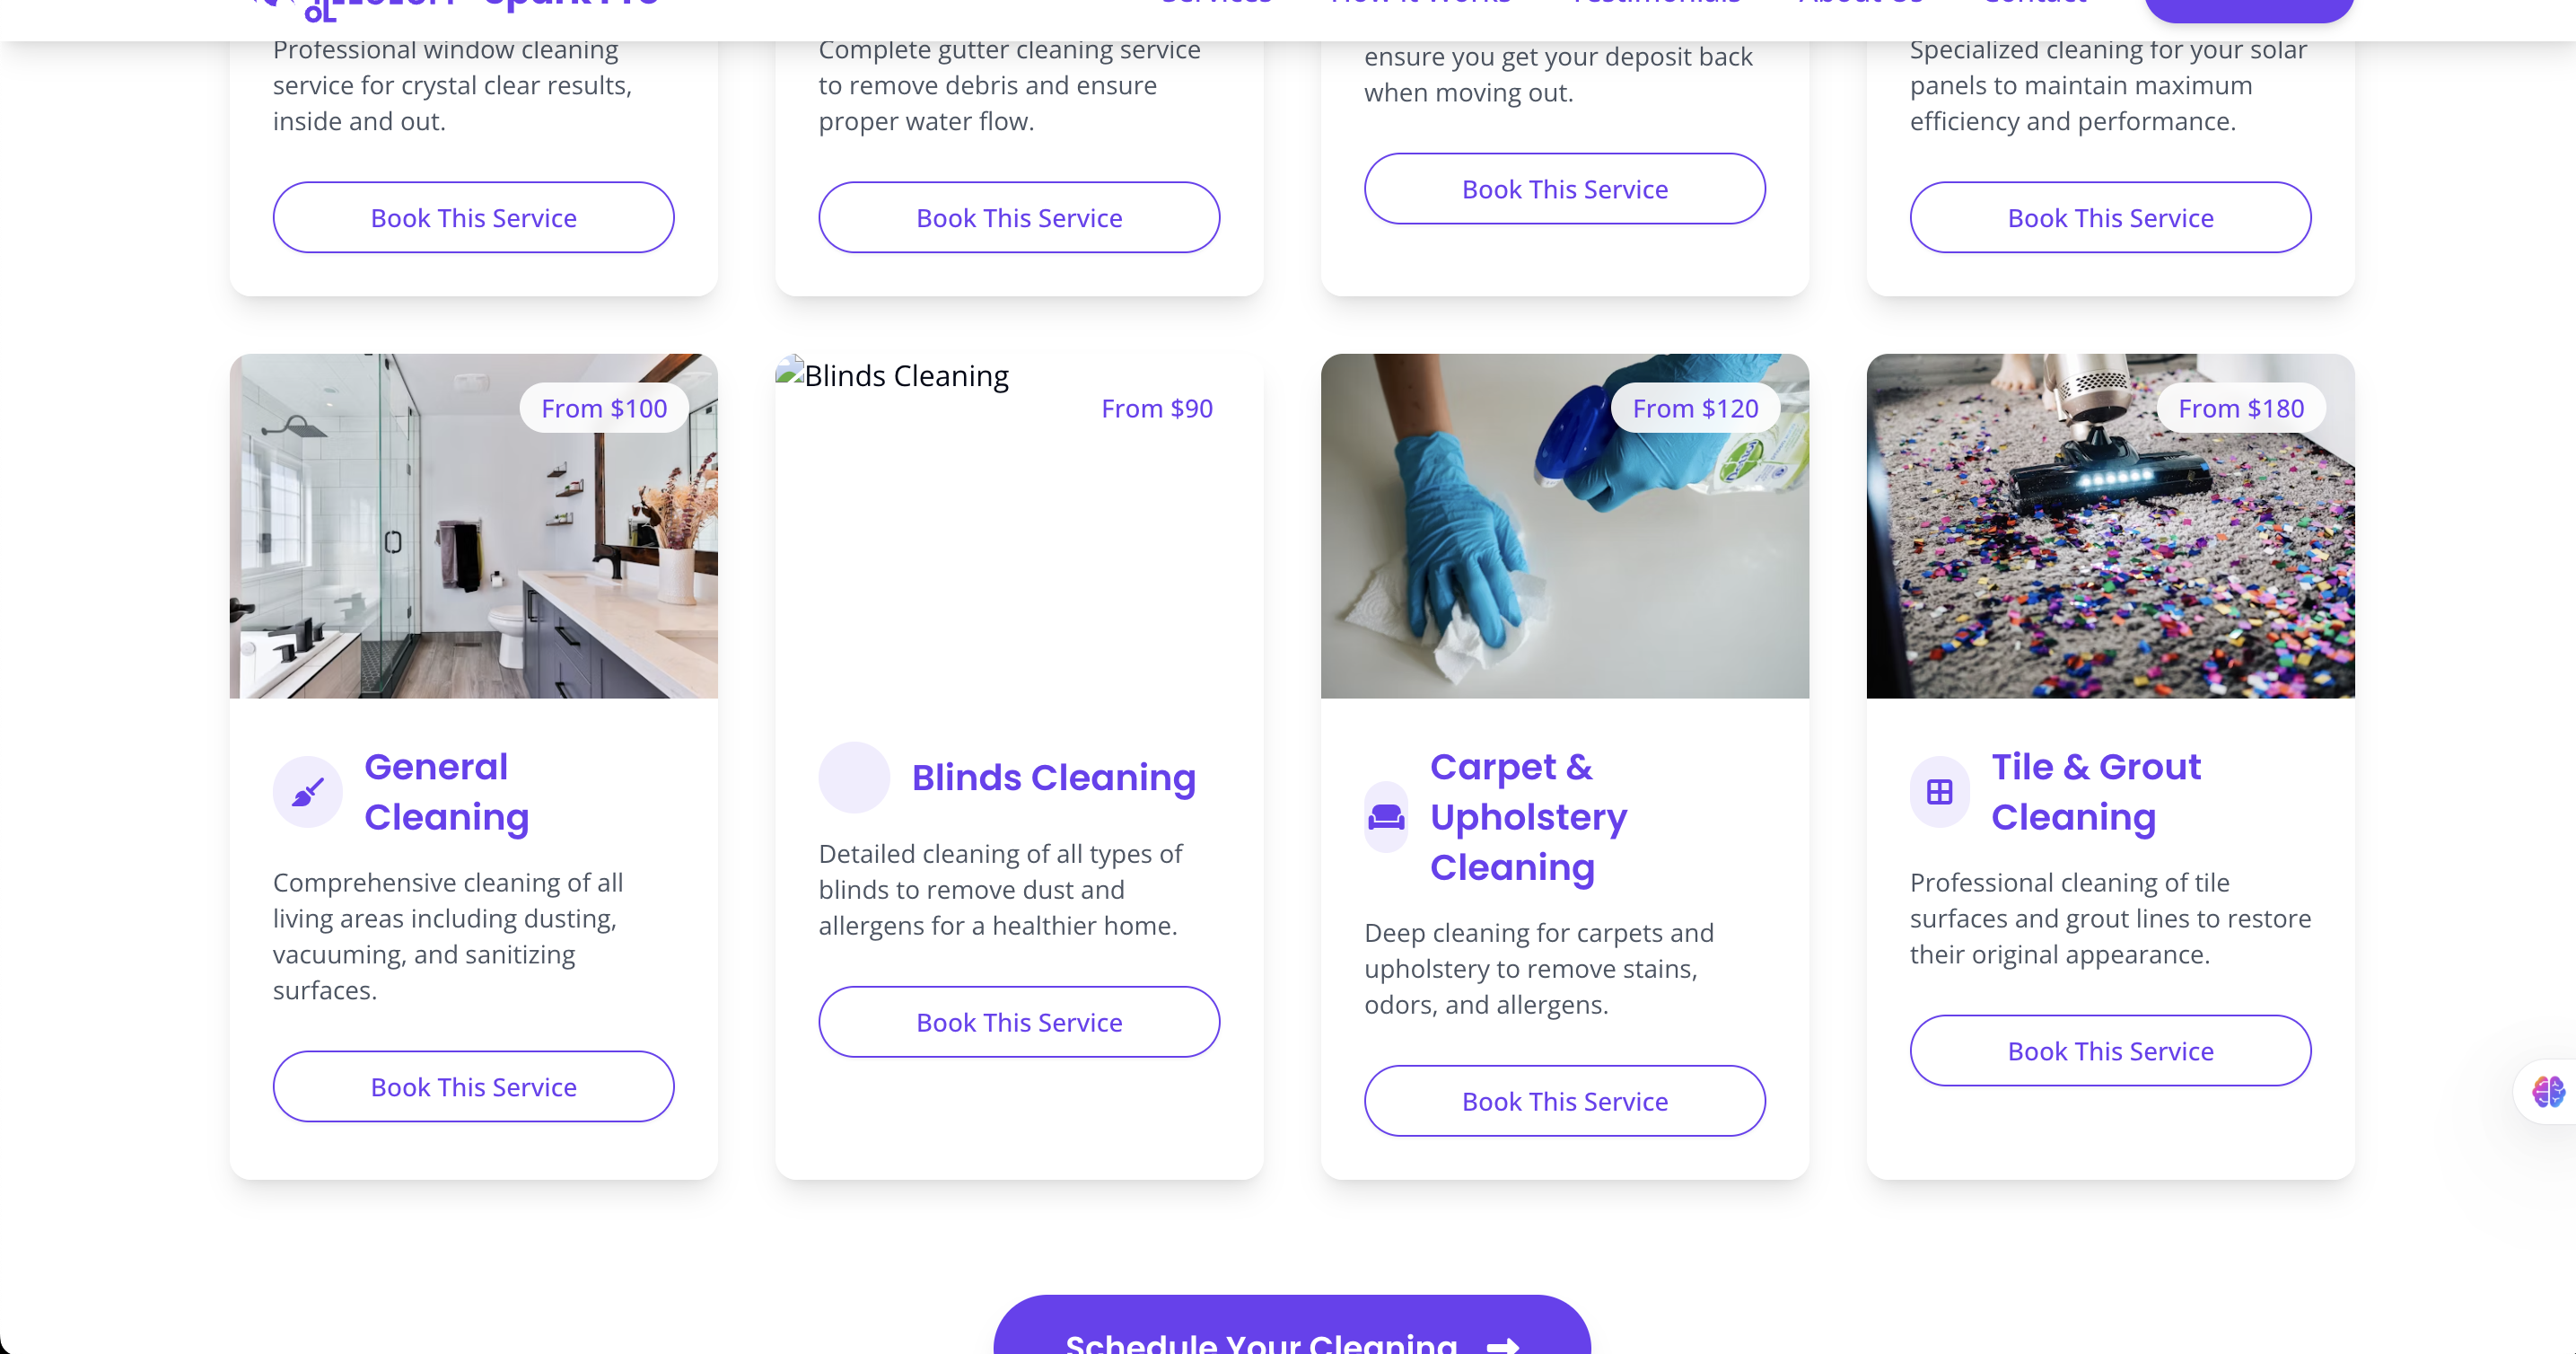 Spark Pro
Services How It Works Testimonials About Us Contact
Professional window cleaning
service for crystal clear results,
inside and out.
Book This Service
Complete gutter cleaning service
to remove debris and ensure
proper water flow.
Book This Service
ensure you get your deposit back
when moving out.
Book This Service
Specialized cleaning for your solar
panels to maintain maximum
efficiency and performance.
Book This Service
From $100
General
Cleaning
Comprehensive cleaning of all
living areas including dusting,
vacuuming, and sanitizing
surfaces.
Book This Service
Blinds Cleaning
From $90
Blinds Cleaning
Detailed cleaning of all types of
blinds to remove dust and
allergens for a healthier home.
Book This Service
From $120
Carpet &
Upholstery
Cleaning
Deep cleaning for carpets and
upholstery to remove stains,
odors, and allergens.
Book This Service
From $180
Tile & Grout
Cleaning
Professional cleaning of tile
surfaces and grout lines to restore
their original appearance.
Book This Service
Schedule Your Cleaning